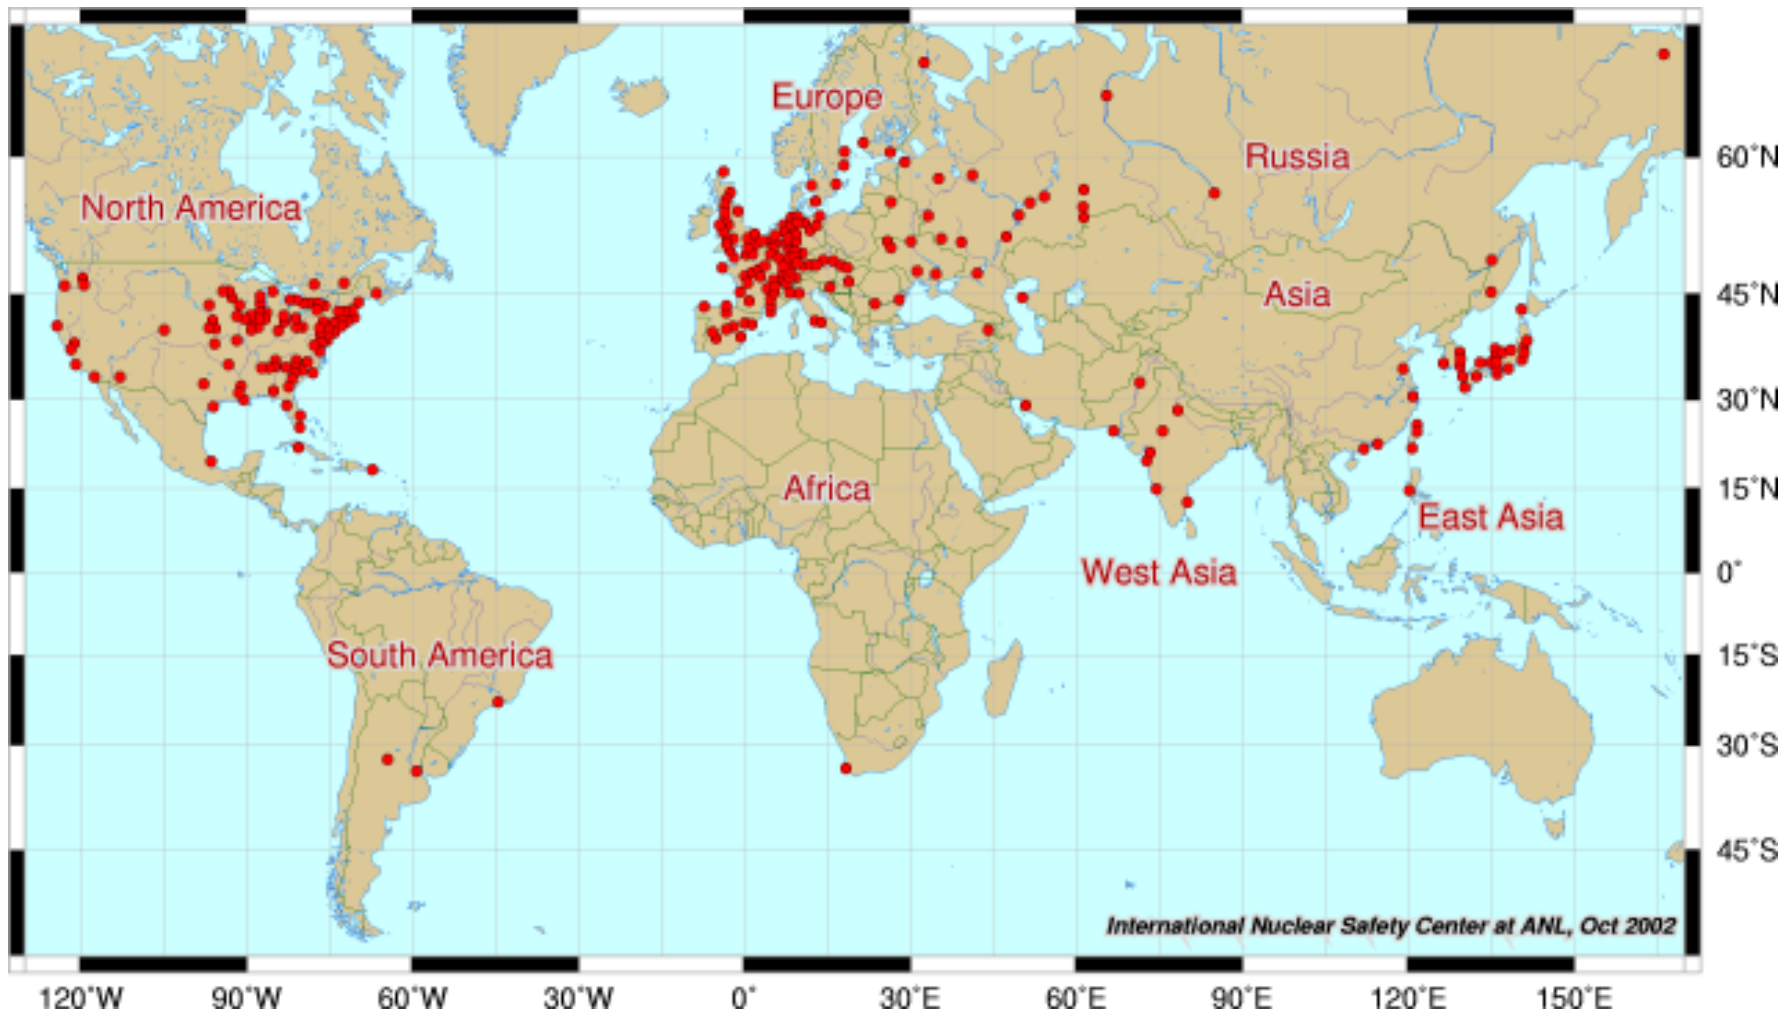 Europe
Russia
60°N
North America
Asia
45°N
30°N
Africa
15°N
East Asia
West Asia
0°
South America
15°S
30°S
45°S
International Nuclear Safety Center at ANL, Oct 2002
120°W 90°W 60°W 30°W 0° 30°E 60°E 90°E 120°E 150°E